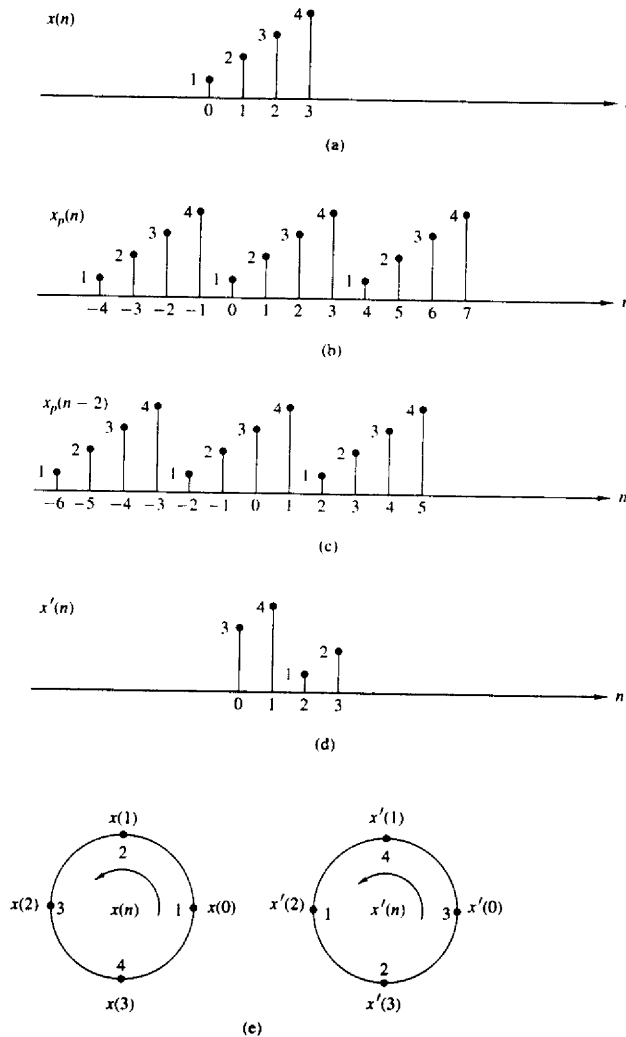 x(n)
1 2 3 4
0 1 2 3
(a)
x_p(n)
1 2 3 4 1 2 3 4 1 2 3 4
−4 −3 −2 −1 0 1 2 3 4 5 6 7
n
(b)
x_p(n − 2)
1 2 3 4 1 2 3 4 1 2 3 4
−6 −5 −4 −3 −2 −1 0 1 2 3 4 5
n
(c)
x′(n)
3 4 1 2
0 1 2 3
n
(d)
x(1) x′(1)
2 4
x(2) 3 x(n) 1 x(0) x′(2) 1 x′(n) 3 x′(0)
4 2
x(3) x′(3)
(e)